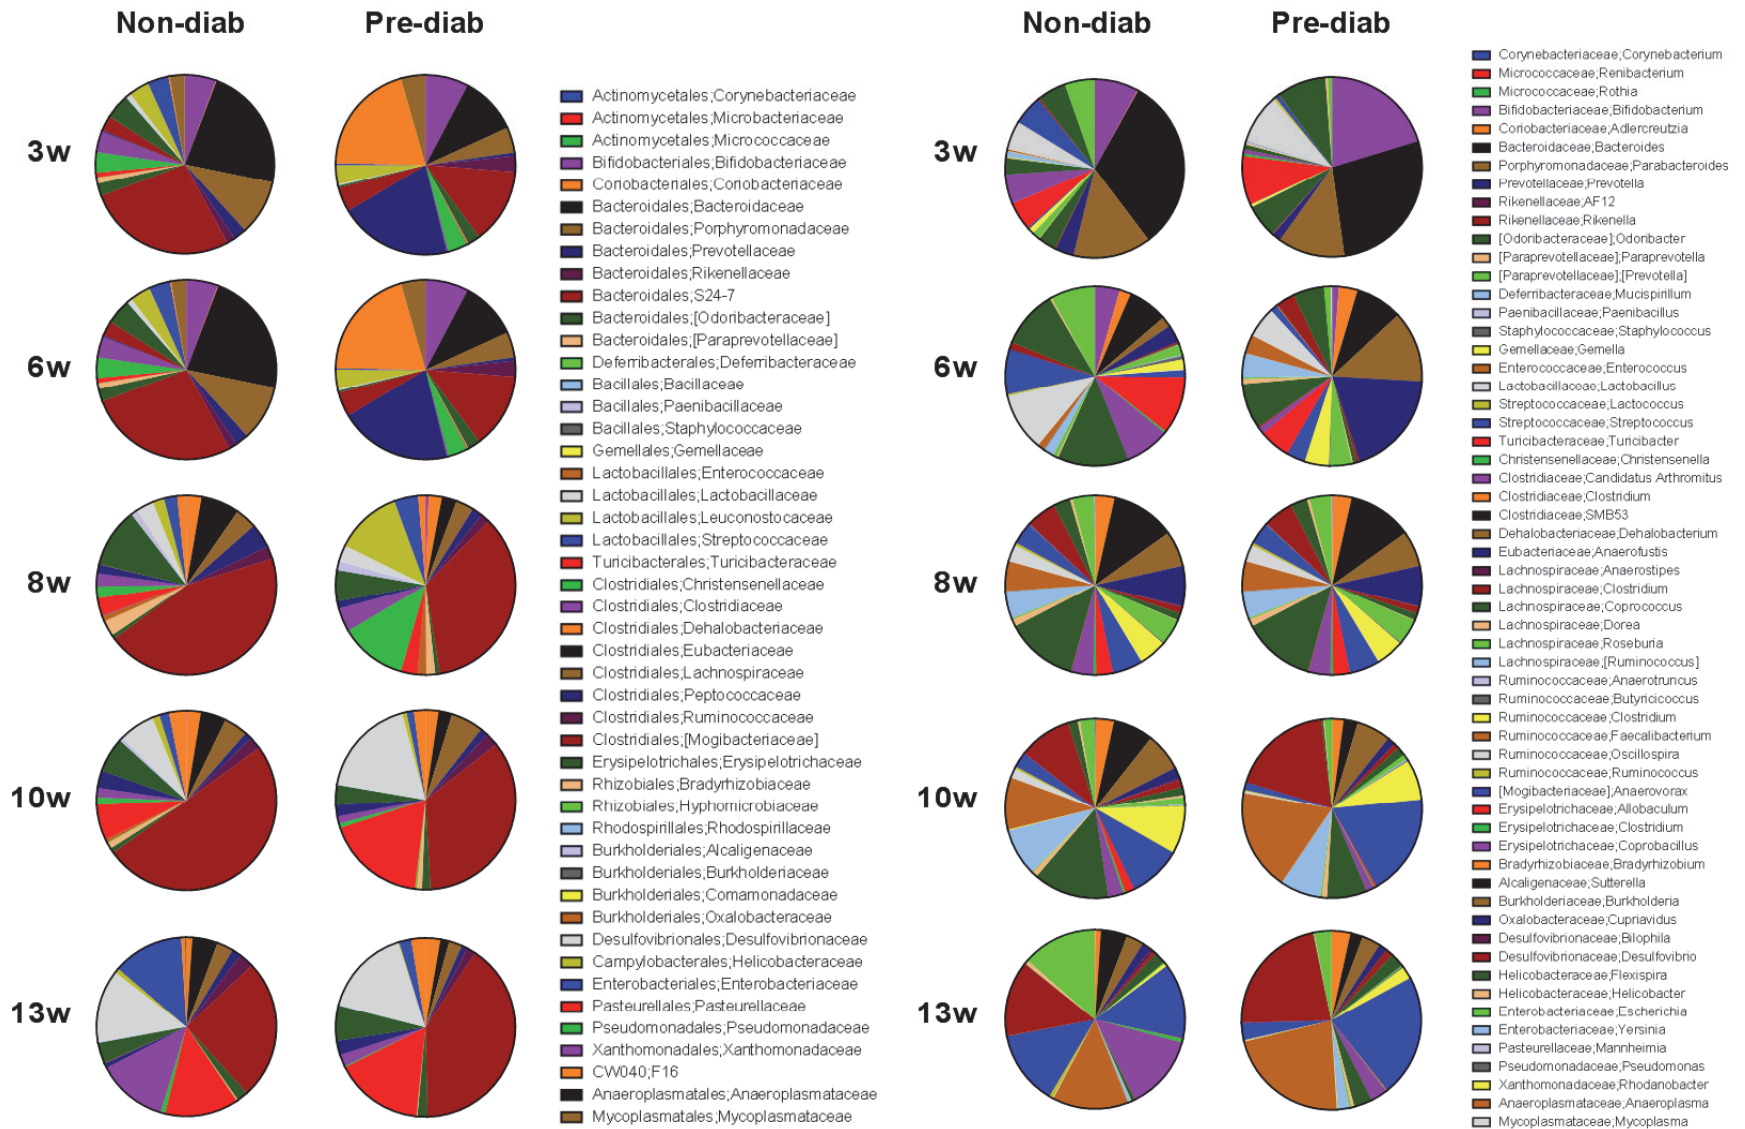 Non-diab
Pre-diab
3w
6w
8w
10w
13w
Actinomycetales;Corynebacteriaceae
Actinomycetales;Microbacteriaceae
Actinomycetales;Micrococcaceae
Bifidobacteriales;Bifidobacteriaceae
Coriobacteriales;Coriobacteriaceae
Bacteroidales;Bacteroidaceae
Bacteroidales;Porphyromonadaceae
Bacteroidales;Prevotellaceae
Bacteroidales;Rikenellaceae
Bacteroidales;S24-7
Bacteroidales;[Odoribacteraceae]
Bacteroidales;[Paraprevotellaceae]
Deferribacterales;Deferribacteraceae
Bacillales;Bacillaceae
Bacillales;Paenibacillaceae
Bacillales;Staphylococcaceae
Gemellales;Gemellaceae
Lactobacillales;Enterococcaceae
Lactobacillales;Lactobacillaceae
Lactobacillales;Leuconostocaceae
Lactobacillales;Streptococcaceae
Turicibacterales;Turicibacteraceae
Clostridiales;Christensenellaceae
Clostridiales;Clostridiaceae
Clostridiales;Dehalobacteriaceae
Clostridiales;Eubacteriaceae
Clostridiales;Lachnospiraceae
Clostridiales;Peptococcaceae
Clostridiales;Ruminococcaceae
Clostridiales;[Mogibacteriaceae]
Erysipelotrichales;Erysipelotrichaceae
Rhizobiales;Bradyrhizobiaceae
Rhizobiales;Hyphomicrobiaceae
Rhodospirillales;Rhodospirillaceae
Burkholderiales;Alcaligenaceae
Burkholderiales;Burkholderiaceae
Burkholderiales;Comamonadaceae
Burkholderiales;Oxalobacteraceae
Desulfovibrionales;Desulfovibrionaceae
Campylobacterales;Helicobacteraceae
Enterobacteriales;Enterobacteriaceae
Pasteurellales;Pasteurellaceae
Pseudomonadales;Pseudomonadaceae
Xanthomonadales;Xanthomonadaceae
CW040;F16
Anaeroplasmatales;Anaeroplasmataceae
Mycoplasmatales;Mycoplasmataceae
Non-diab
Pre-diab
3w
6w
8w
10w
13w
Corynebacteriaceae;Corynebacterium
Micrococcaceae;Renibacterium
Micrococcaceae;Rothia
Bifidobacteriaceae;Bifidobacterium
Coriobacteriaceae;Adlercreutzia
Bacteroidaceae;Bacteroides
Porphyromonadaceae;Parabacteroides
Prevotellaceae;Prevotella
Rikenellaceae;AF12
Rikenellaceae;Rikenella
[Odoribacteraceae];Odoribacter
[Paraprevotellaceae];Paraprevotella
[Paraprevotellaceae];[Prevotella]
Deferribacteraceae;Mucispirillum
Paenibacillaceae;Paenibacillus
Staphylococcaceae;Staphylococcus
Gemellaceae;Gemella
Enterococcaceae;Enterococcus
Lactobacillaceae;Lactobacillus
Streptococcaceae;Lactococcus
Streptococcaceae;Streptococcus
Turicibacteraceae;Turicibacter
Christensenellaceae;Christensenella
Clostridiaceae;Candidatus Arthromitus
Clostridiaceae;Clostridium
Clostridiaceae;SMB53
Dehalobacteriaceae;Dehalobacterium
Eubacteriaceae;Anaerofustis
Lachnospiraceae;Anaerostipes
Lachnospiraceae;Clostridium
Lachnospiraceae;Coprococcus
Lachnospiraceae;Dorea
Lachnospiraceae;Roseburia
Lachnospiraceae;[Ruminococcus]
Ruminococcaceae;Anaerotruncus
Ruminococcaceae;Butyricicoccus
Ruminococcaceae;Clostridium
Ruminococcaceae;Faecalibacterium
Ruminococcaceae;Oscillospira
Ruminococcaceae;Ruminococcus
[Mogibacteriaceae];Anaerovorax
Erysipelotrichaceae;Allobaculum
Erysipelotrichaceae;Clostridium
Erysipelotrichaceae;Coprobacillus
Bradyrhizobiaceae;Bradyrhizobium
Alcaligenaceae;Sutterella
Burkholderiaceae;Burkholderia
Oxalobacteraceae;Cupriavidus
Desulfovibrionaceae;Bilophila
Desulfovibrionaceae;Desulfovibrio
Helicobacteraceae;Flexispira
Helicobacteraceae;Helicobacter
Enterobacteriaceae;Escherichia
Enterobacteriaceae;Yersinia
Pasteurellaceae;Mannheimia
Pseudomonadaceae;Pseudomonas
Xanthomonadaceae;Rhodanobacter
Anaeroplasmataceae;Anaeroplasma
Mycoplasmataceae;Mycoplasma